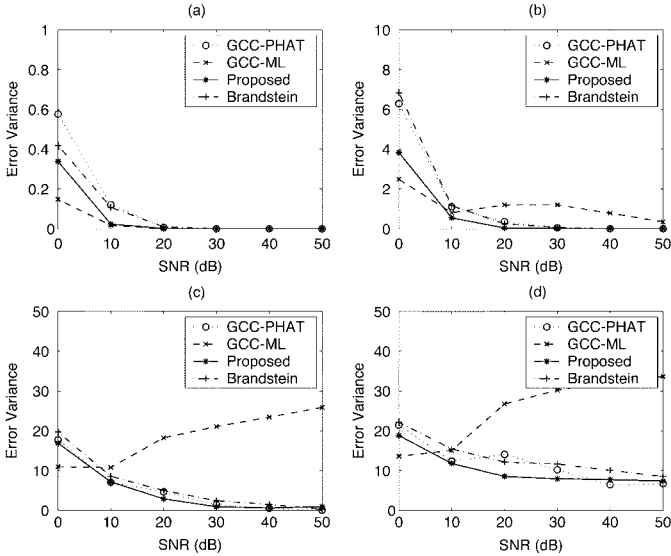 (a)
Error Variance
1
0.8
0.6
0.4
0.2
0
GCC-PHAT
GCC-ML
Proposed
Brandstein
0 10 20 30 40 50
SNR (dB)
(b)
Error Variance
10
8
6
4
2
0
GCC-PHAT
GCC-ML
Proposed
Brandstein
0 10 20 30 40 50
SNR (dB)
(c)
Error Variance
50
40
30
20
10
0
GCC-PHAT
GCC-ML
Proposed
Brandstein
0 10 20 30 40 50
SNR (dB)
(d)
Error Variance
50
40
30
20
10
0
GCC-PHAT
GCC-ML
Proposed
Brandstein
0 10 20 30 40 50
SNR (dB)